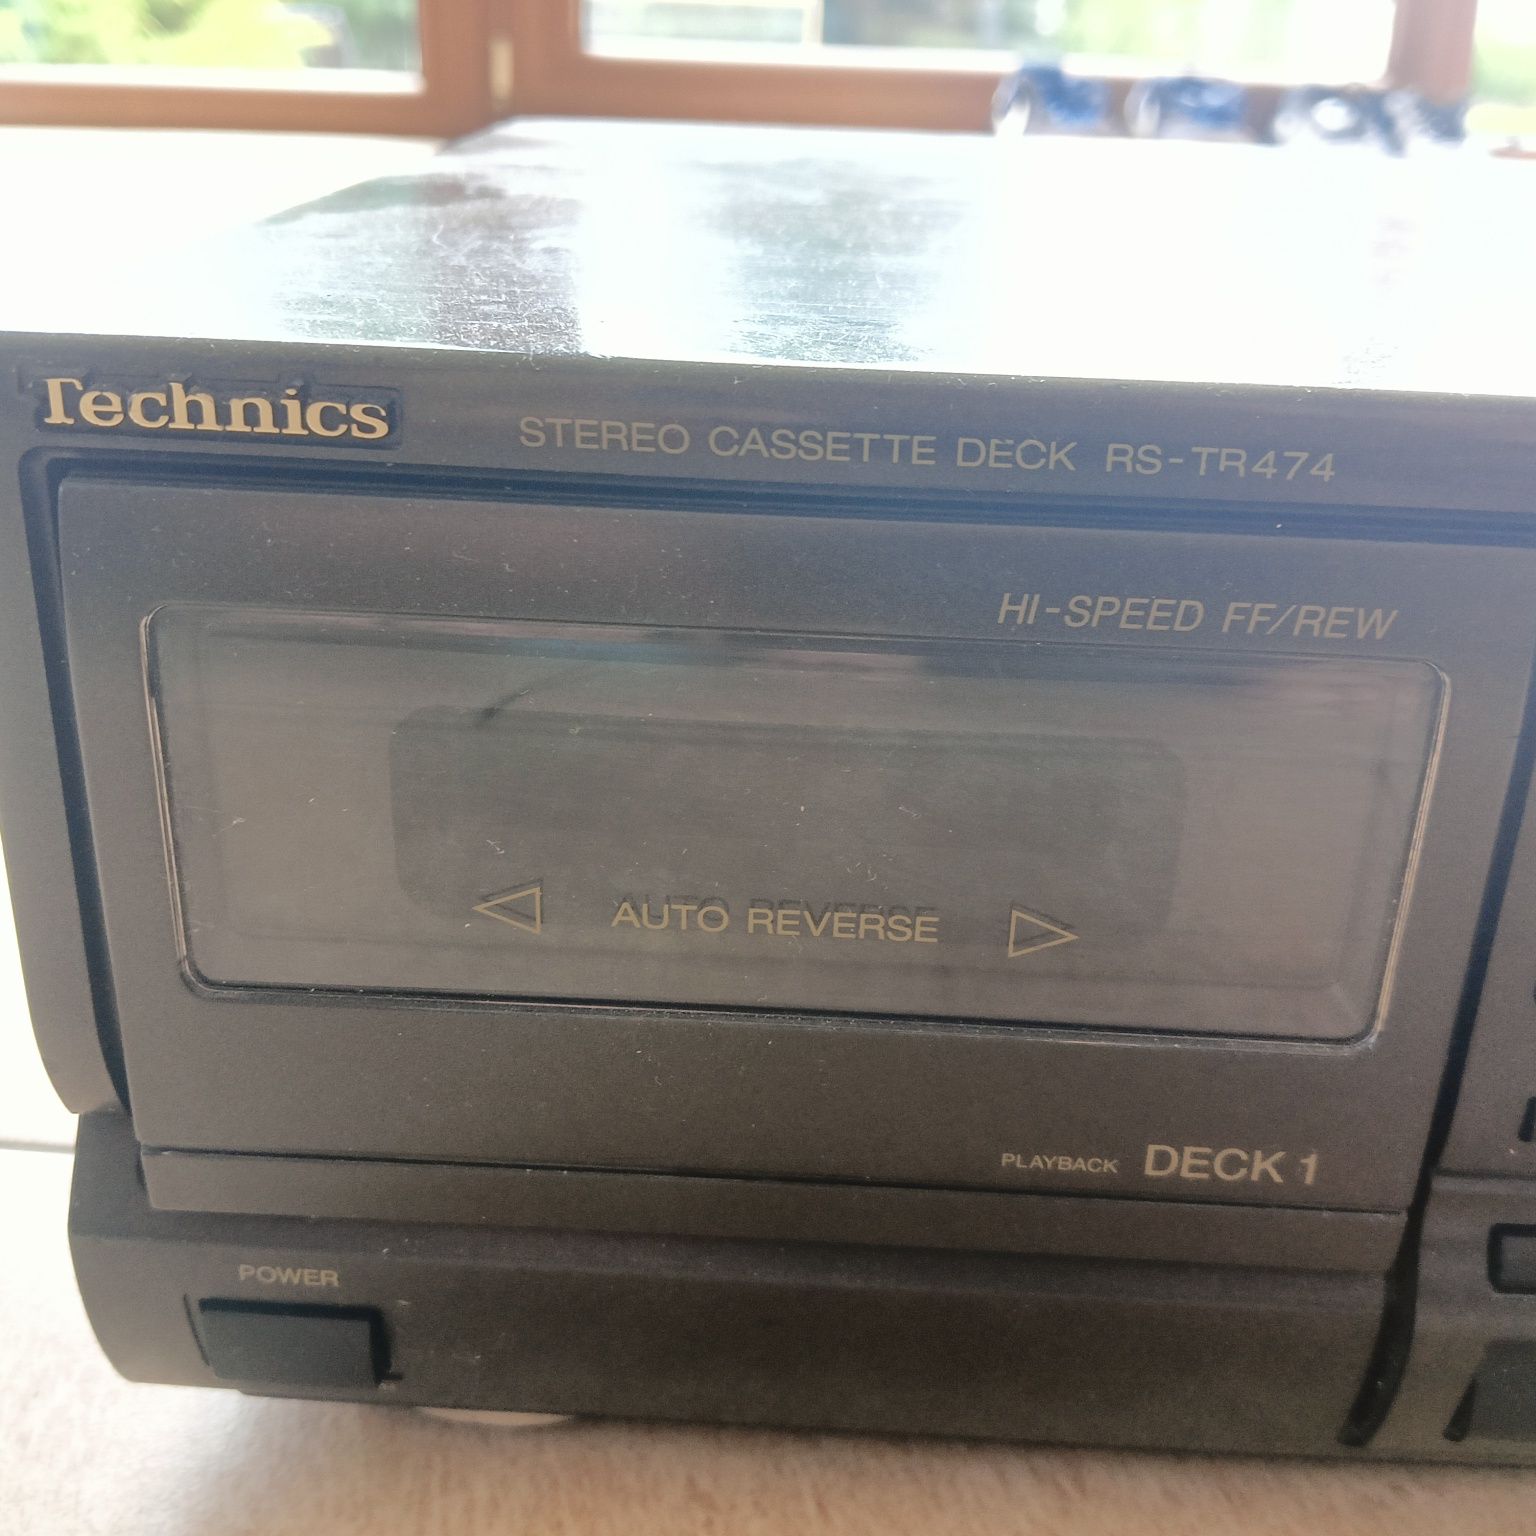 Technics
STEREO CASSETTE DECK RS-TR474
HI-SPEED FF/REW
AUTO REVERSE
PLAYBACK DECK 1
POWER